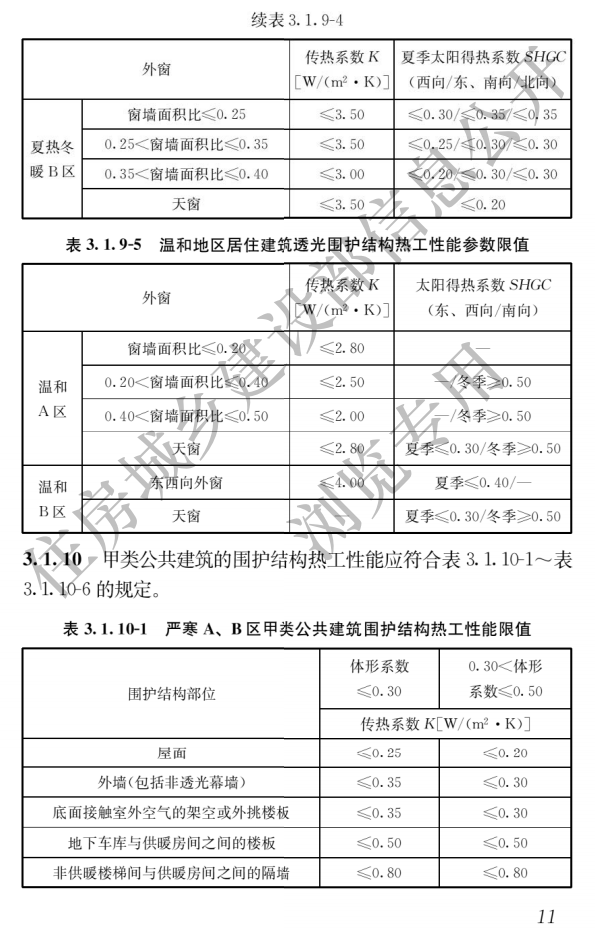 续表3.1.9-4
外窗 传热系数 K [W/(m²・K)] 夏季太阳得热系数 SHGC (西向/东、南向/北向)
夏热冬暖 B 区 窗墙面积比≤0.25 ≤3.50 ≤0.30/≤0.35/≤0.35
0.25<窗墙面积比≤0.35 ≤3.50 ≤0.25/≤0.30/≤0.30
0.35<窗墙面积比≤0.40 ≤3.00 ≤0.20/≤0.30/≤0.30
天窗 ≤3.50 ≤0.20
表 3.1.9-5 温和地区居住建筑透光围护结构热工性能参数限值
外窗 传热系数 K [W/(m²・K)] 太阳得热系数 SHGC (东、西向/南向)
温和 A 区 窗墙面积比≤0.20 ≤2.80 —
0.20<窗墙面积比≤0.40 ≤2.50 —/冬季≥0.50
0.40<窗墙面积比≤0.50 ≤2.00 —/冬季≥0.50
天窗 ≤2.80 夏季≤0.30/冬季≥0.50
温和 B 区 东西向外窗 ≤4.00 夏季≤0.40/—
天窗 — 夏季≤0.30/冬季≥0.50
3.1.10 甲类公共建筑的围护结构热工性能应符合表 3.1.10-1～表
3.1.10-6 的规定。
表 3.1.10-1 严寒 A、B 区甲类公共建筑围护结构热工性能限值
围护结构部位 体形系数 ≤0.30 0.30<体形 系数≤0.50
传热系数 K[W/(m²・K)]
屋面 ≤0.25 ≤0.20
外墙(包括非透光幕墙) ≤0.35 ≤0.30
底面接触室外空气的架空或外挑楼板 ≤0.35 ≤0.30
地下车库与供暖房间之间的楼板 ≤0.50 ≤0.50
非供暖楼梯间与供暖房间之间的隔墙 ≤0.80 ≤0.80
11
住房城乡建设部信息公开
浏览专用